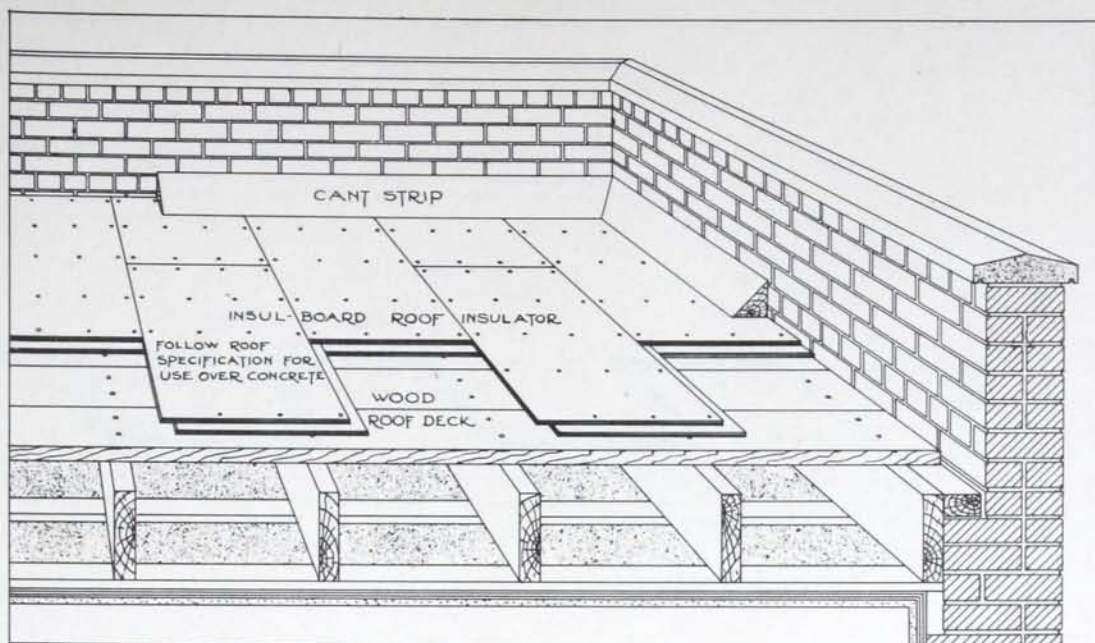 CANT STRIP
INSUL-BOARD ROOF INSULATOR
FOLLOW ROOF
SPECIFICATION FOR
USE OVER CONCRETE
WOOD
ROOF DECK